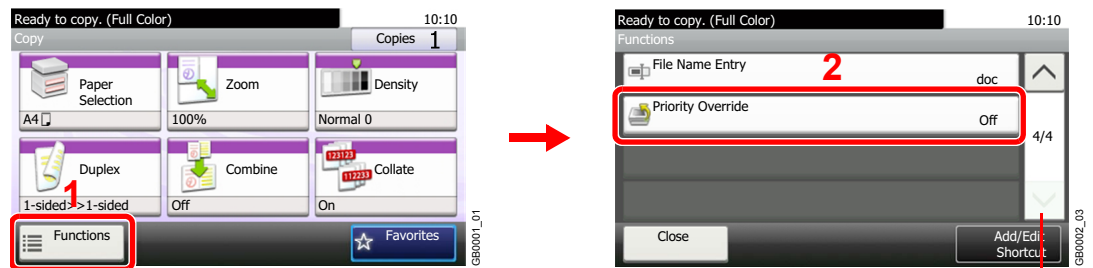 Ready to copy. (Full Color)
10:10
Copy
Copies 1
Paper
Selection
Zoom
Density
A4
100%
Normal 0
Duplex
Combine
123123
112233
Collate
1
1-sided>>1-sided
Off
On
Functions
Favorites
GB0001_01
Ready to copy. (Full Color)
10:10
Functions
File Name Entry
doc
2
Priority Override
Off
4/4
Close
Add/Edit
Shortcut
GB0002_03